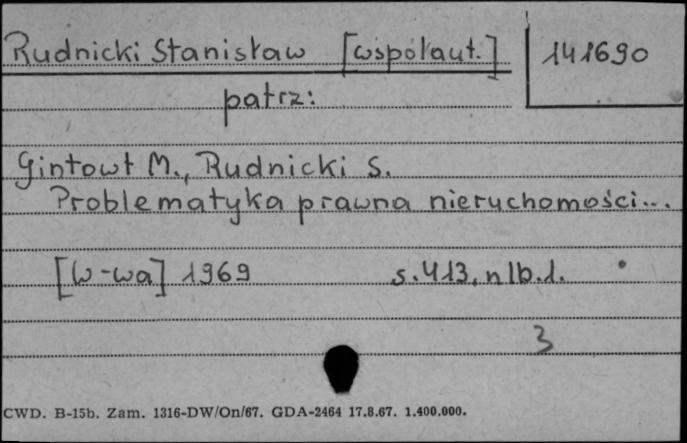 Rudnicki Stanisław [współaut.] 141690
patrz:
Gintowt M., Rudnicki S.
Problematyka prawna nieruchomości...
[W-wa] 1969 s. 413, nlb. 1.
3
CWD. B-15b. Zam. 1316-DW/On/67. GDA-2464 17.8.67. 1.400.000.